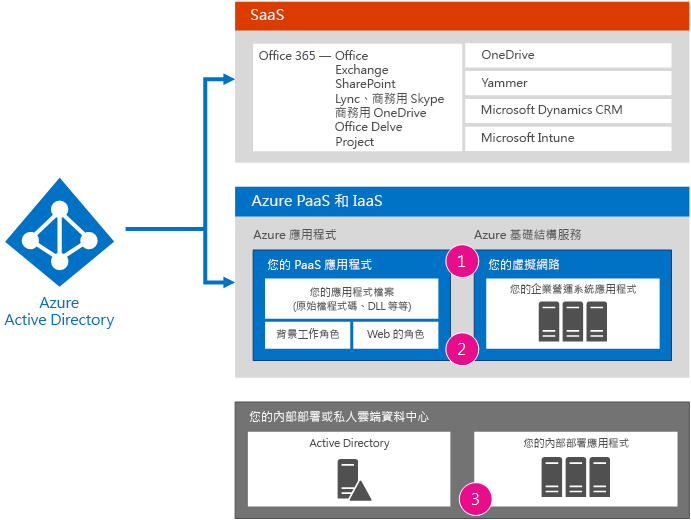 SaaS
Office 365 — Office
Exchange
SharePoint
Lync、商務用 Skype
商務用 OneDrive
Office Delve
Project
OneDrive
Yammer
Microsoft Dynamics CRM
Microsoft Intune
Azure
Active Directory
Azure PaaS 和 IaaS
Azure 應用程式
Azure 基礎結構服務
您的 PaaS 應用程式
1
您的虛擬網路
您的應用程式檔案
(原始檔程式碼、DLL 等等)
背景工作角色
Web 的角色
您的企業營運系統應用程式
2
您的內部部署或私人雲端資料中心
Active Directory
您的內部部署應用程式
3